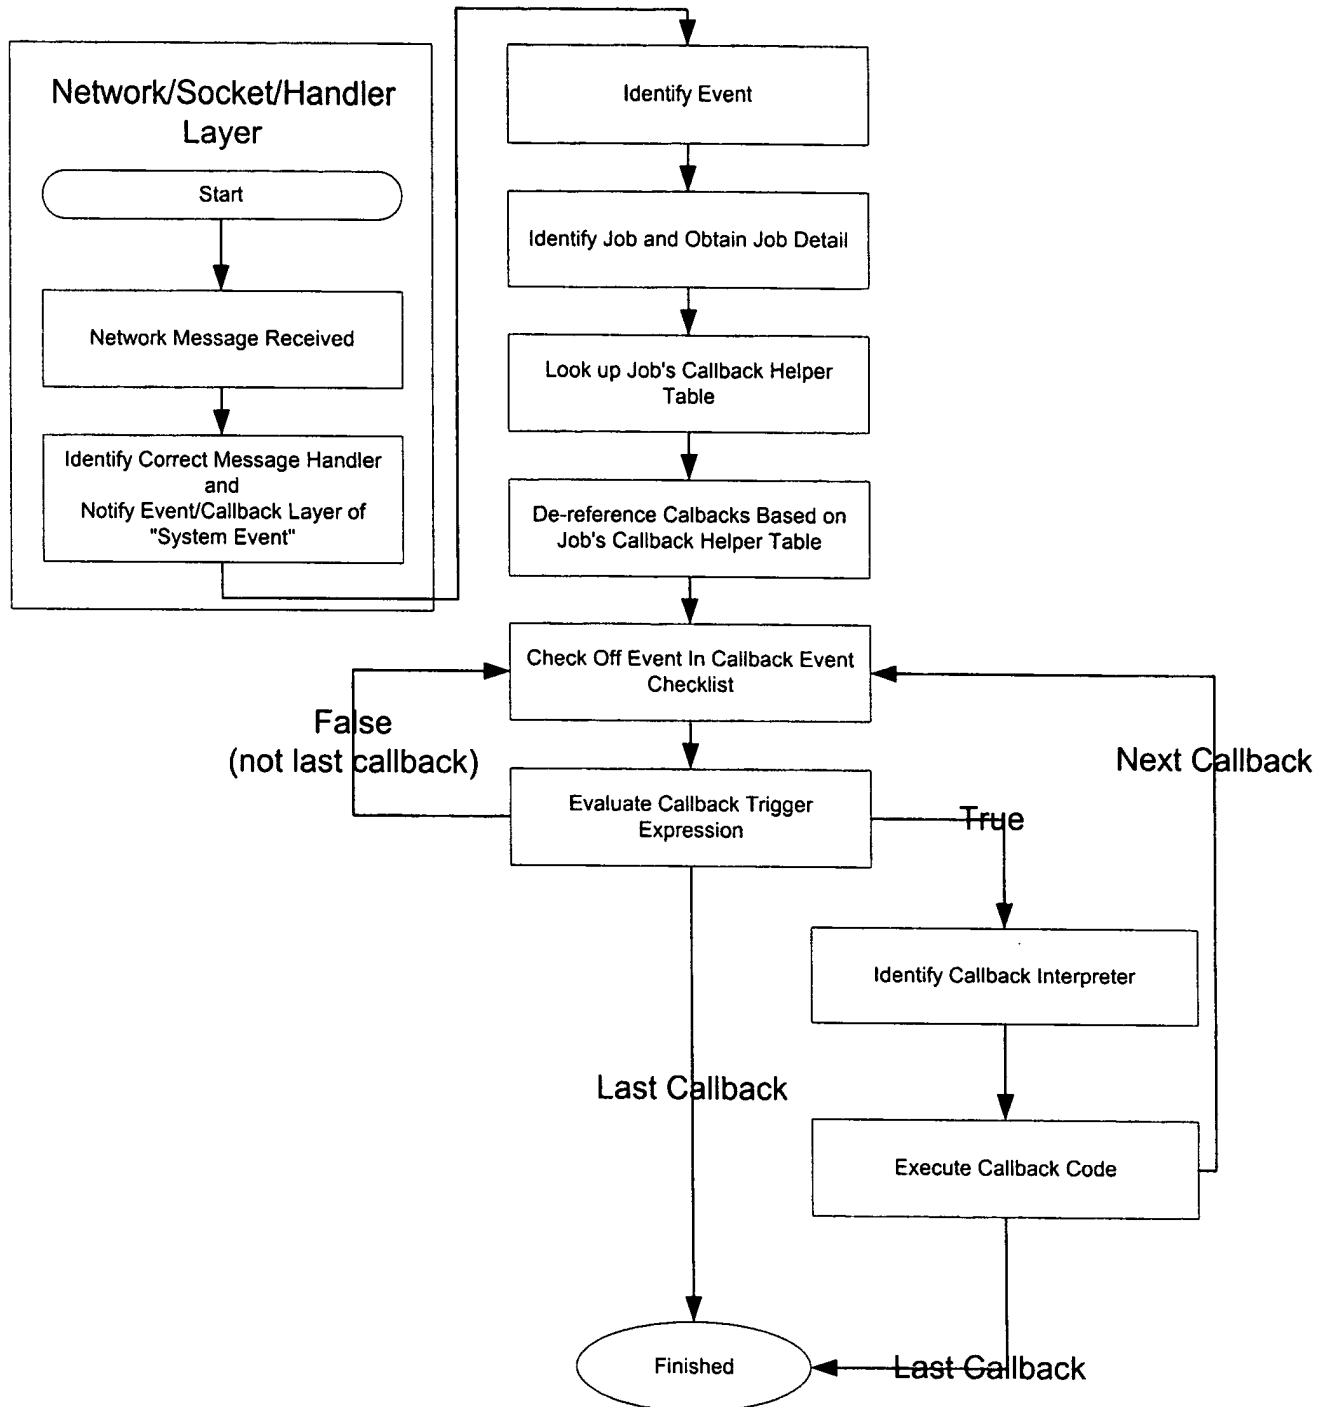 Network/Socket/Handler
Layer
Start
Network Message Received
Identify Correct Message Handler
and
Notify Event/Callback Layer of
"System Event"
Identify Event
Identify Job and Obtain Job Detail
Look up Job's Callback Helper
Table
De-reference Calbacks Based on
Job's Callback Helper Table
Check Off Event In Callback Event
Checklist
False
(not last callback)
Next Callback
Evaluate Callback Trigger
Expression
True
Identify Callback Interpreter
Last Callback
Execute Callback Code
Finished
Last Callback